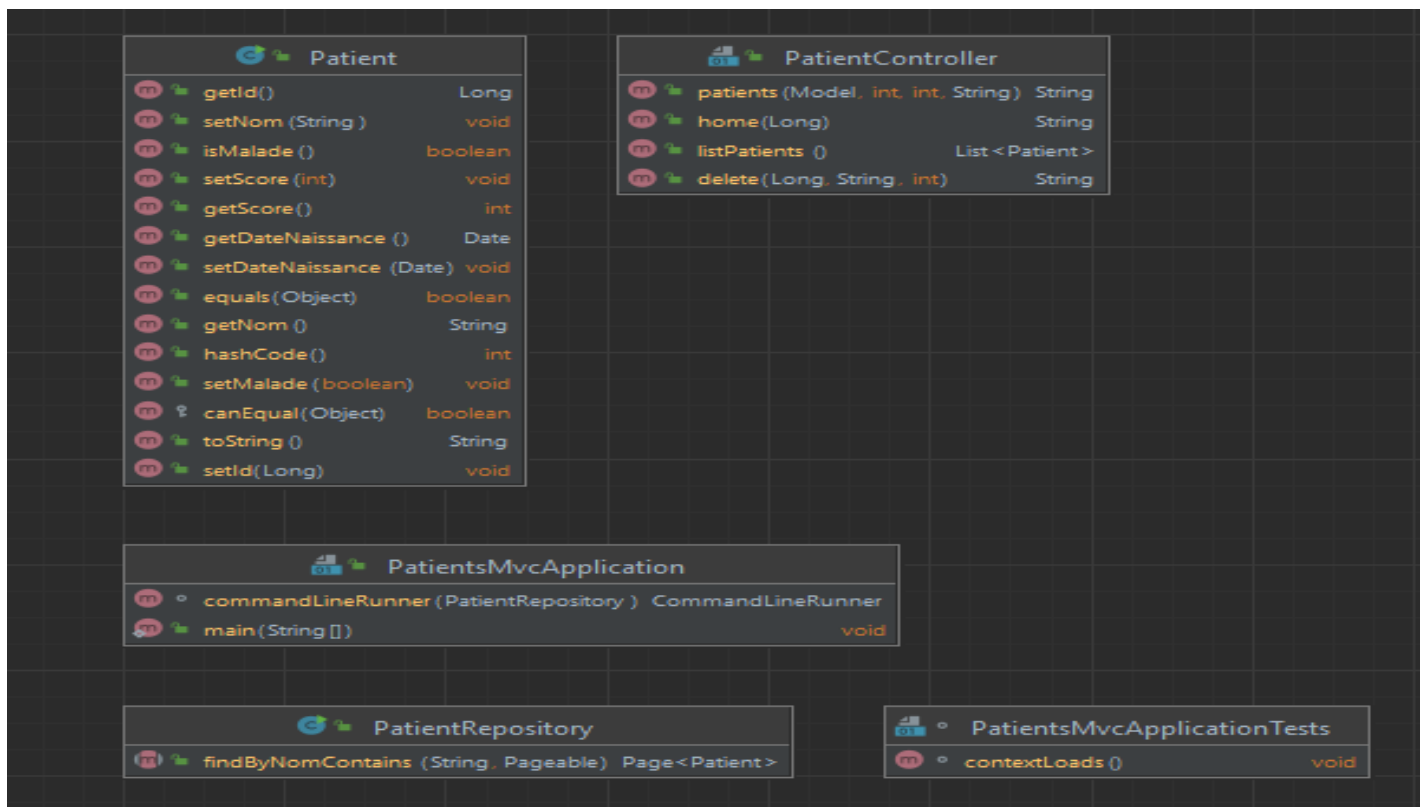 Patient
getId() Long
setNom (String ) void
isMalade () boolean
setScore (int) void
getScore() int
getDateNaissance () Date
setDateNaissance (Date) void
equals(Object) boolean
getNom () String
hashCode() int
setMalade (boolean) void
canEqual(Object) boolean
toString () String
setId(Long) void
PatientController
patients (Model, int, int, String) String
home(Long) String
listPatients () List<Patient>
delete(Long, String, int) String
PatientsMvcApplication
commandLineRunner (PatientRepository ) CommandLineRunner
main(String []) void
PatientRepository
findByNomContains (String, Pageable) Page<Patient>
PatientsMvcApplicationTests
contextLoads () void